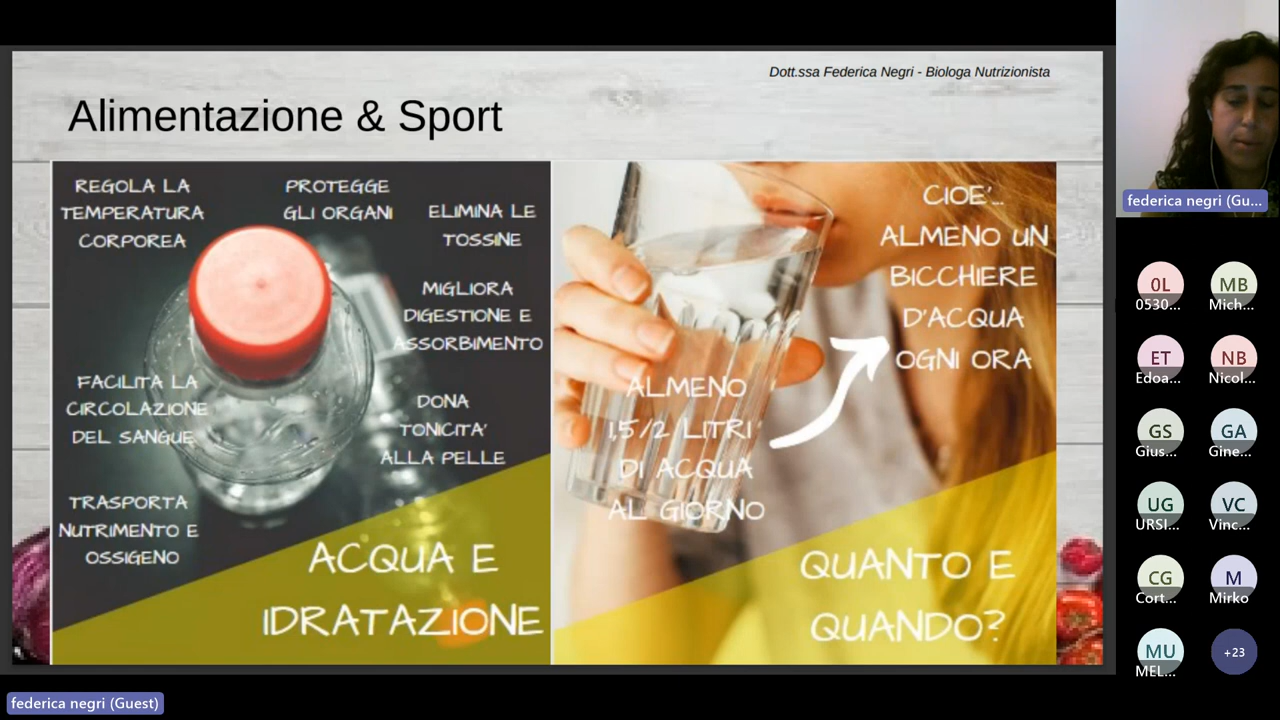 Dott.ssa Federica Negri - Biologa Nutrizionista
Alimentazione & Sport
REGOLA LA
TEMPERATURA
CORPOREA
PROTEGGE
GLI ORGANI
ELIMINA LE
TOSSINE
MIGLIORA
DIGESTIONE E
ASSORBIMENTO
FACILITA LA
CIRCOLAZIONE
DEL SANGUE
DONA
TONICITA'
ALLA PELLE
TRASPORTA
NUTRIMENTO E
OSSIGENO
ACQUA E
IDRATAZIONE
CIOE'...
ALMENO UN
BICCHIERE
D'ACQUA
OGNI ORA
ALMENO
1,5/2 LITRI
DI ACQUA
AL GIORNO
QUANTO E
QUANDO?
federica negri (Gu...
0L
0530...
MB
Mich...
ET
Edoa...
NB
Nicol...
GS
Gius...
GA
Gine...
UG
URSI...
VC
Vinc...
CG
Cort...
M
Mirko
MU
MEL...
+23
federica negri (Guest)